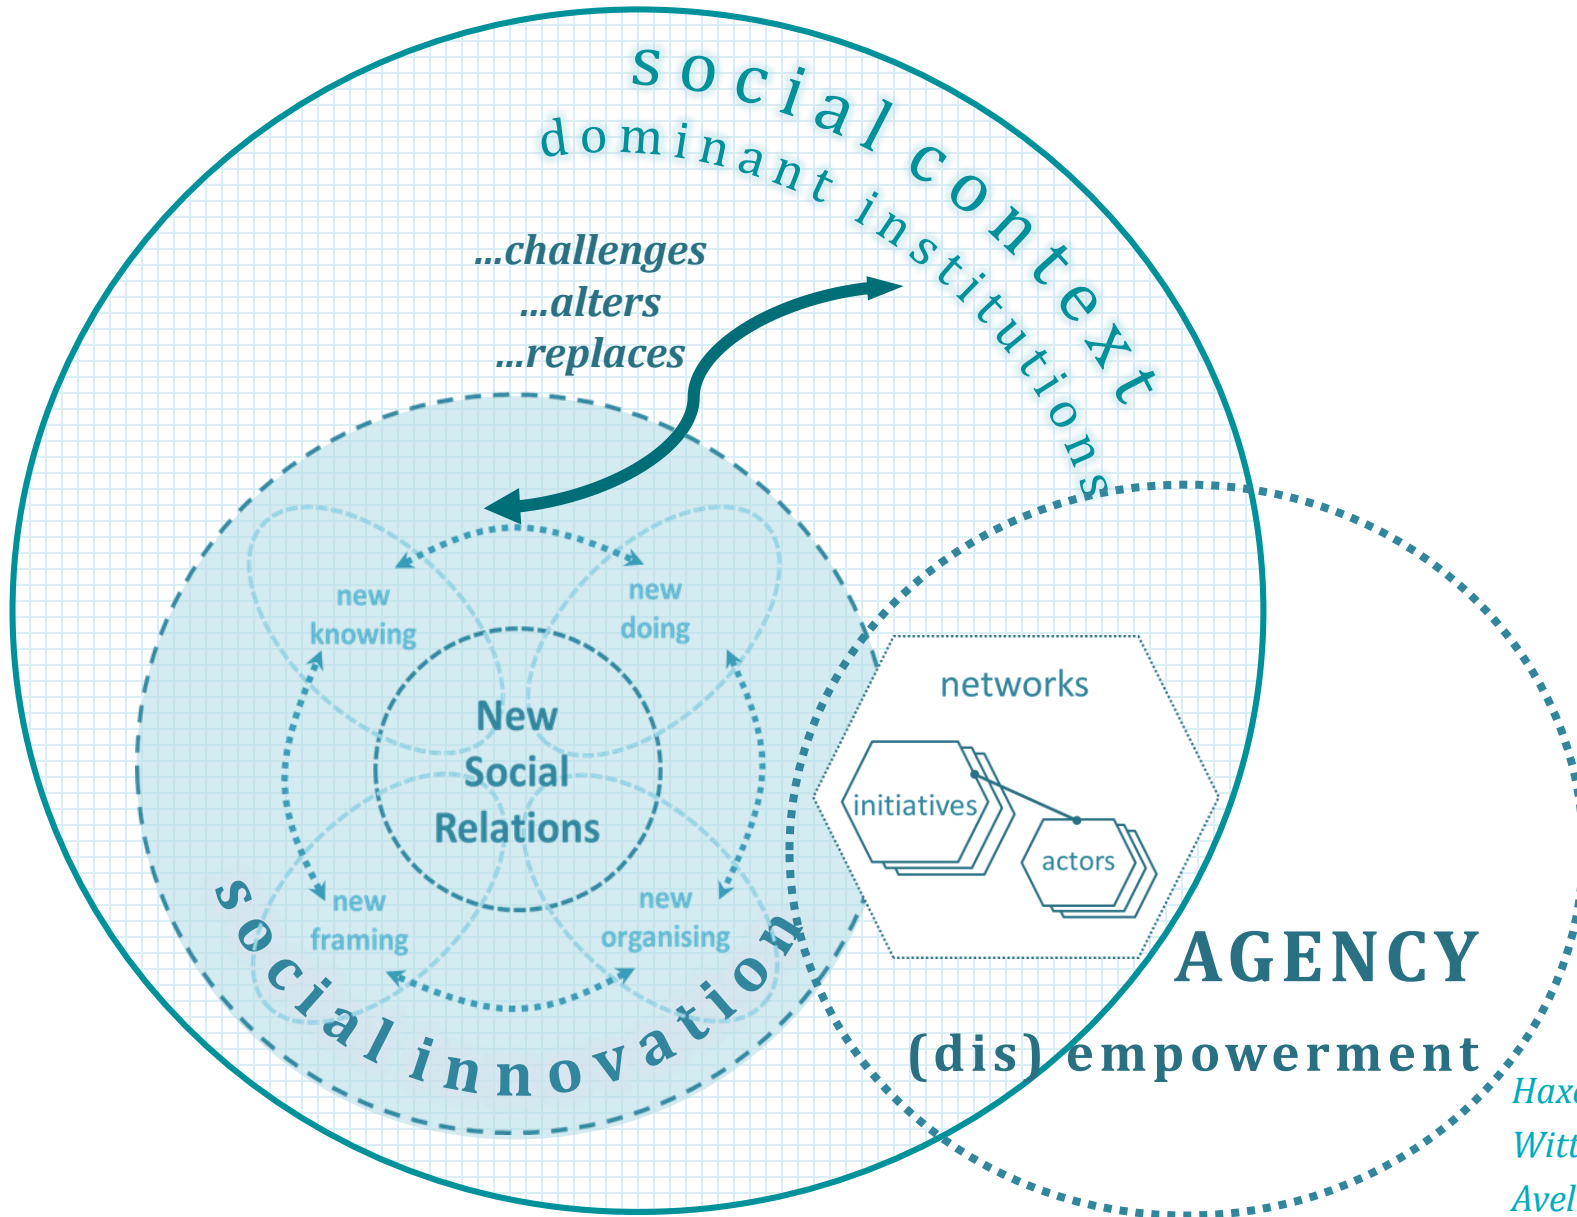 social context
dominant institutions
...challenges
...alters
...replaces
new
knowing
new
doing
New
Social
Relations
new
framing
new
organising
social innovation
networks
initiatives
actors
AGENCY
(dis) empowerment